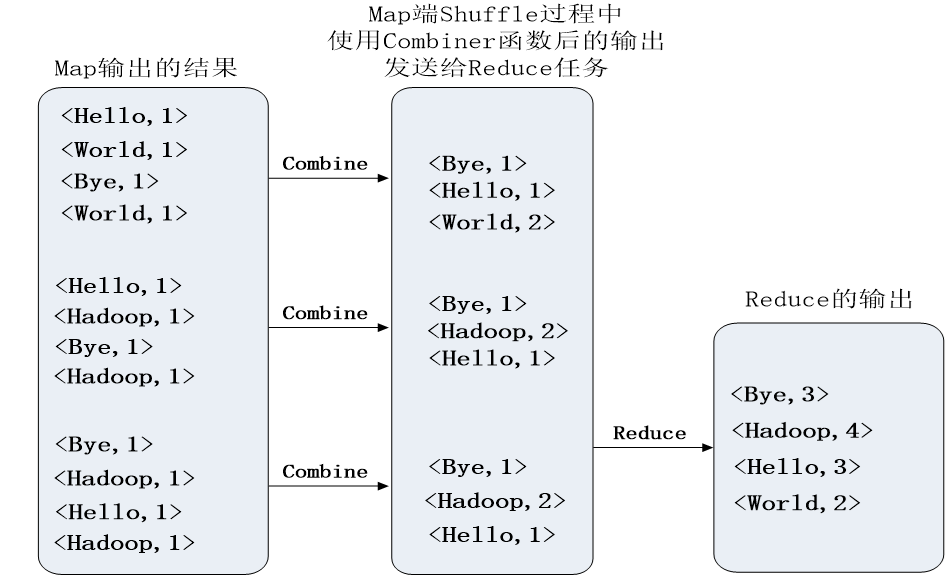 Map输出的结果
<Hello,1>
<World,1>
<Bye,1>
<World,1>
<Hello,1>
<Hadoop,1>
<Bye,1>
<Hadoop,1>
<Bye,1>
<Hadoop,1>
<Hello,1>
<Hadoop,1>
Combine
Combine
Combine
Map端Shuffle过程中
使用Combiner函数后的输出
发送给Reduce任务
<Bye,1>
<Hello,1>
<World,2>
<Bye,1>
<Hadoop,2>
<Hello,1>
<Bye,1>
<Hadoop,2>
<Hello,1>
Reduce
Reduce的输出
<Bye,3>
<Hadoop,4>
<Hello,3>
<World,2>